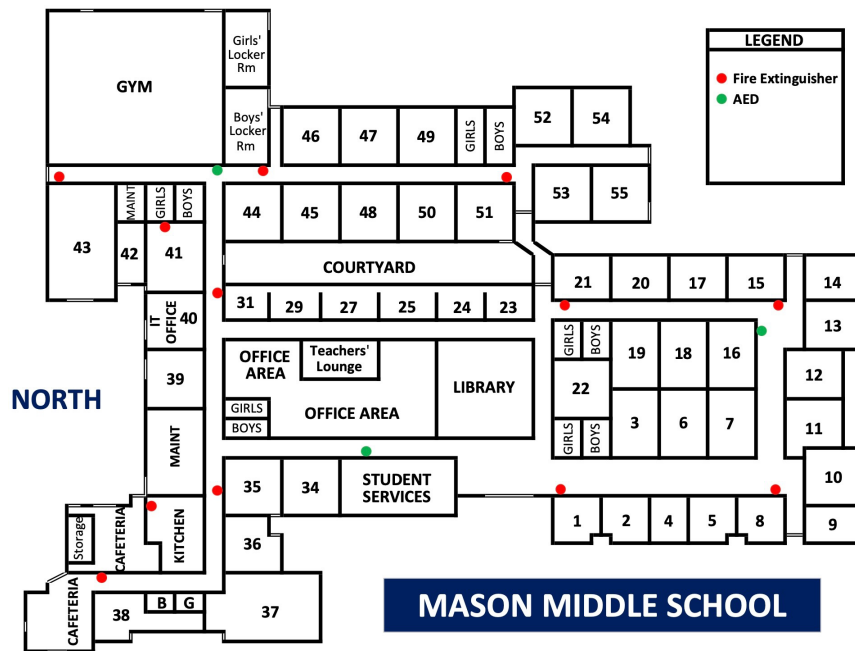 Girls'
Locker
Rm
LEGEND
GYM
Fire Extinguisher
AED
Boys'
Locker
Rm
46
47
49
GIRLS
BOYS
52
54
MAINT
GIRLS
BOYS
53
55
44
45
48
50
51
43
42
41
COURTYARD
21
20
17
15
14
31
29
27
25
24
23
IT
OFFICE
40
13
GIRLS
BOYS
19
18
16
OFFICE
AREA
Teachers'
Lounge
12
39
LIBRARY
22
NORTH
GIRLS
BOYS
OFFICE AREA
GIRLS
BOYS
3
6
7
11
MAINT
35
34
STUDENT
SERVICES
10
Storage
CAFETERIA
KITCHEN
1
2
4
5
8
9
36
CAFETERIA
38
B
G
37
MASON MIDDLE SCHOOL